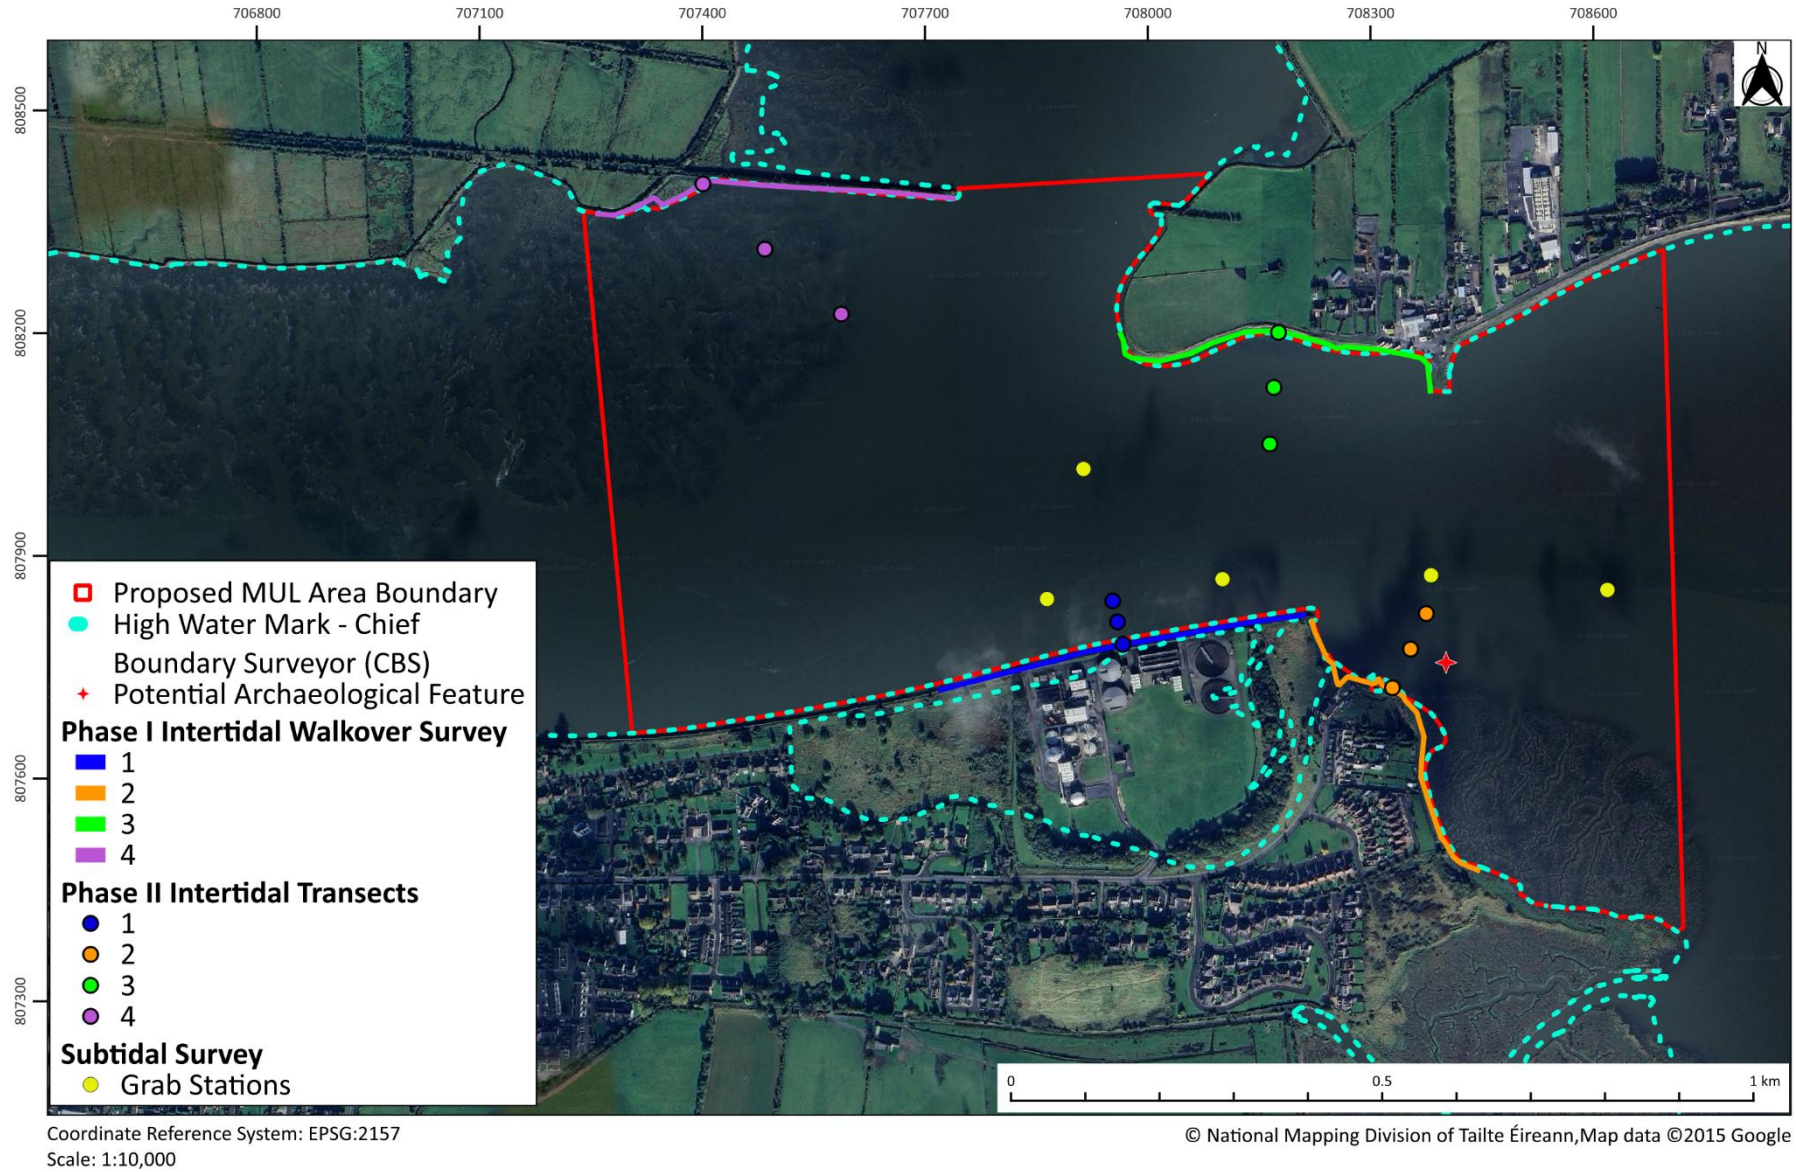 706800 707100 707400 707700 708000 708300 708600
808500
808200
807900
807600
807300
N
Proposed MUL Area Boundary
High Water Mark - Chief
Boundary Surveyor (CBS)
Potential Archaeological Feature
Phase I Intertidal Walkover Survey
1
2
3
4
Phase II Intertidal Transects
1
2
3
4
Subtidal Survey
Grab Stations
0 0.5 1 km
Coordinate Reference System: EPSG:2157
Scale: 1:10,000
© National Mapping Division of Tailte Éireann,Map data ©2015 Google